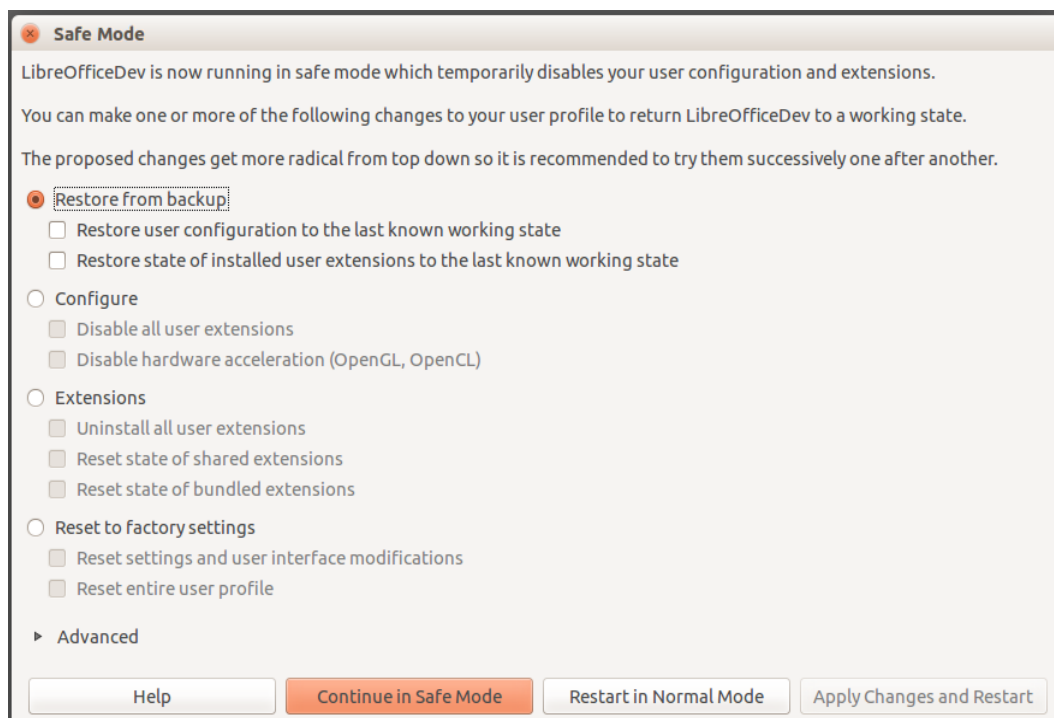 Safe Mode
LibreOfficeDev is now running in safe mode which temporarily disables your user configuration and extensions.
You can make one or more of the following changes to your user profile to return LibreOfficeDev to a working state.
The proposed changes get more radical from top down so it is recommended to try them successively one after another.
Restore from backup
Restore user configuration to the last known working state
Restore state of installed user extensions to the last known working state
Configure
Disable all user extensions
Disable hardware acceleration (OpenGL, OpenCL)
Extensions
Uninstall all user extensions
Reset state of shared extensions
Reset state of bundled extensions
Reset to factory settings
Reset settings and user interface modifications
Reset entire user profile
Advanced
Help Continue in Safe Mode Restart in Normal Mode Apply Changes and Restart